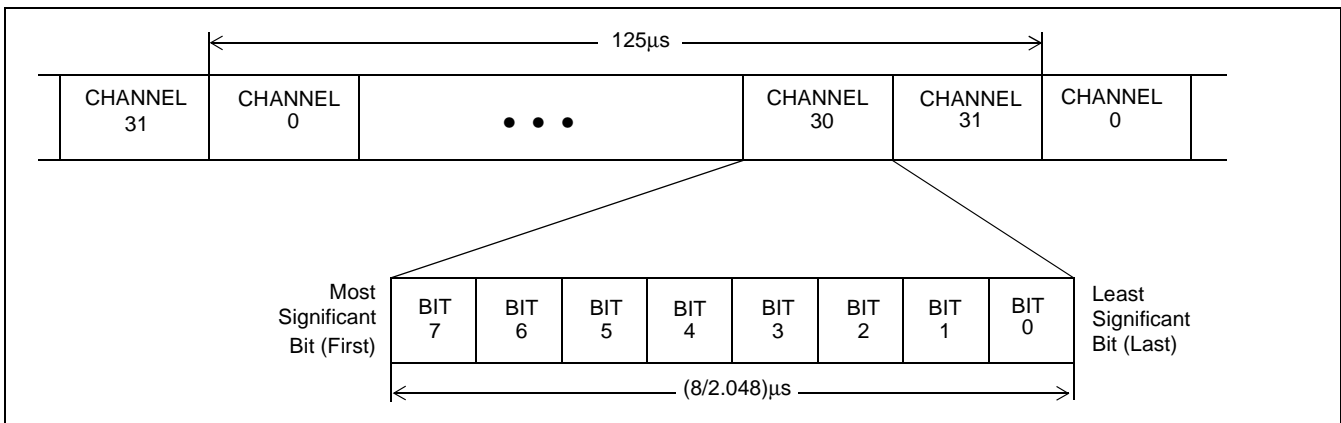 125µs
CHANNEL
31
CHANNEL
0
• • •
CHANNEL
30
CHANNEL
31
CHANNEL
0
Most
Significant
Bit (First)
BIT
7
BIT
6
BIT
5
BIT
4
BIT
3
BIT
2
BIT
1
BIT
0
Least
Significant
Bit (Last)
(8/2.048)µs